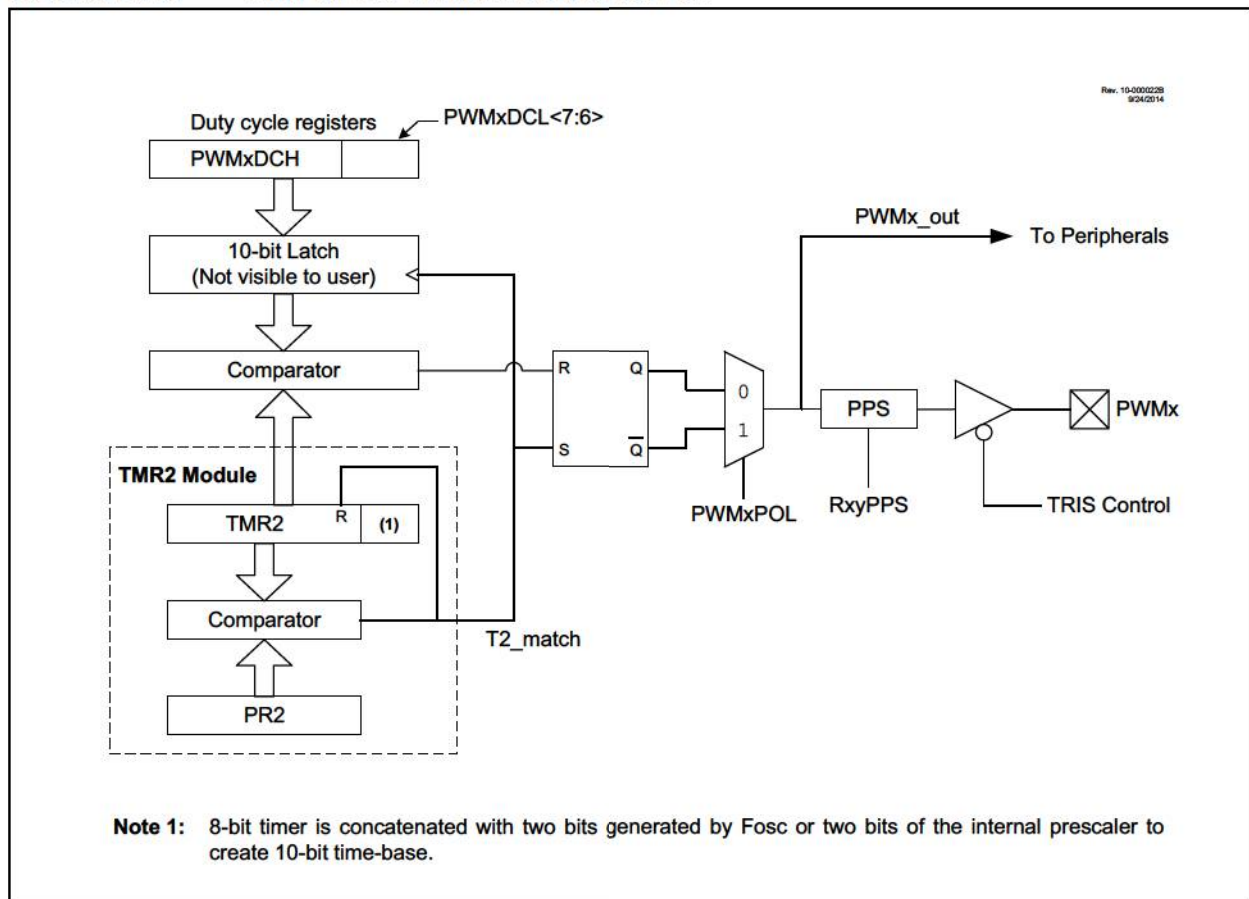 Rev. 10-000022B
9/24/2014
Duty cycle registers
PWMxDCL<7:6>
PWMxDCH
10-bit Latch
(Not visible to user)
Comparator
TMR2 Module
TMR2
R
(1)
Comparator
T2_match
PR2
R
Q
S
Q
0
1
PWMxPOL
PWMx_out
To Peripherals
PPS
RxyPPS
PWMx
TRIS Control
Note 1: 8-bit timer is concatenated with two bits generated by Fosc or two bits of the internal prescaler to
create 10-bit time-base.